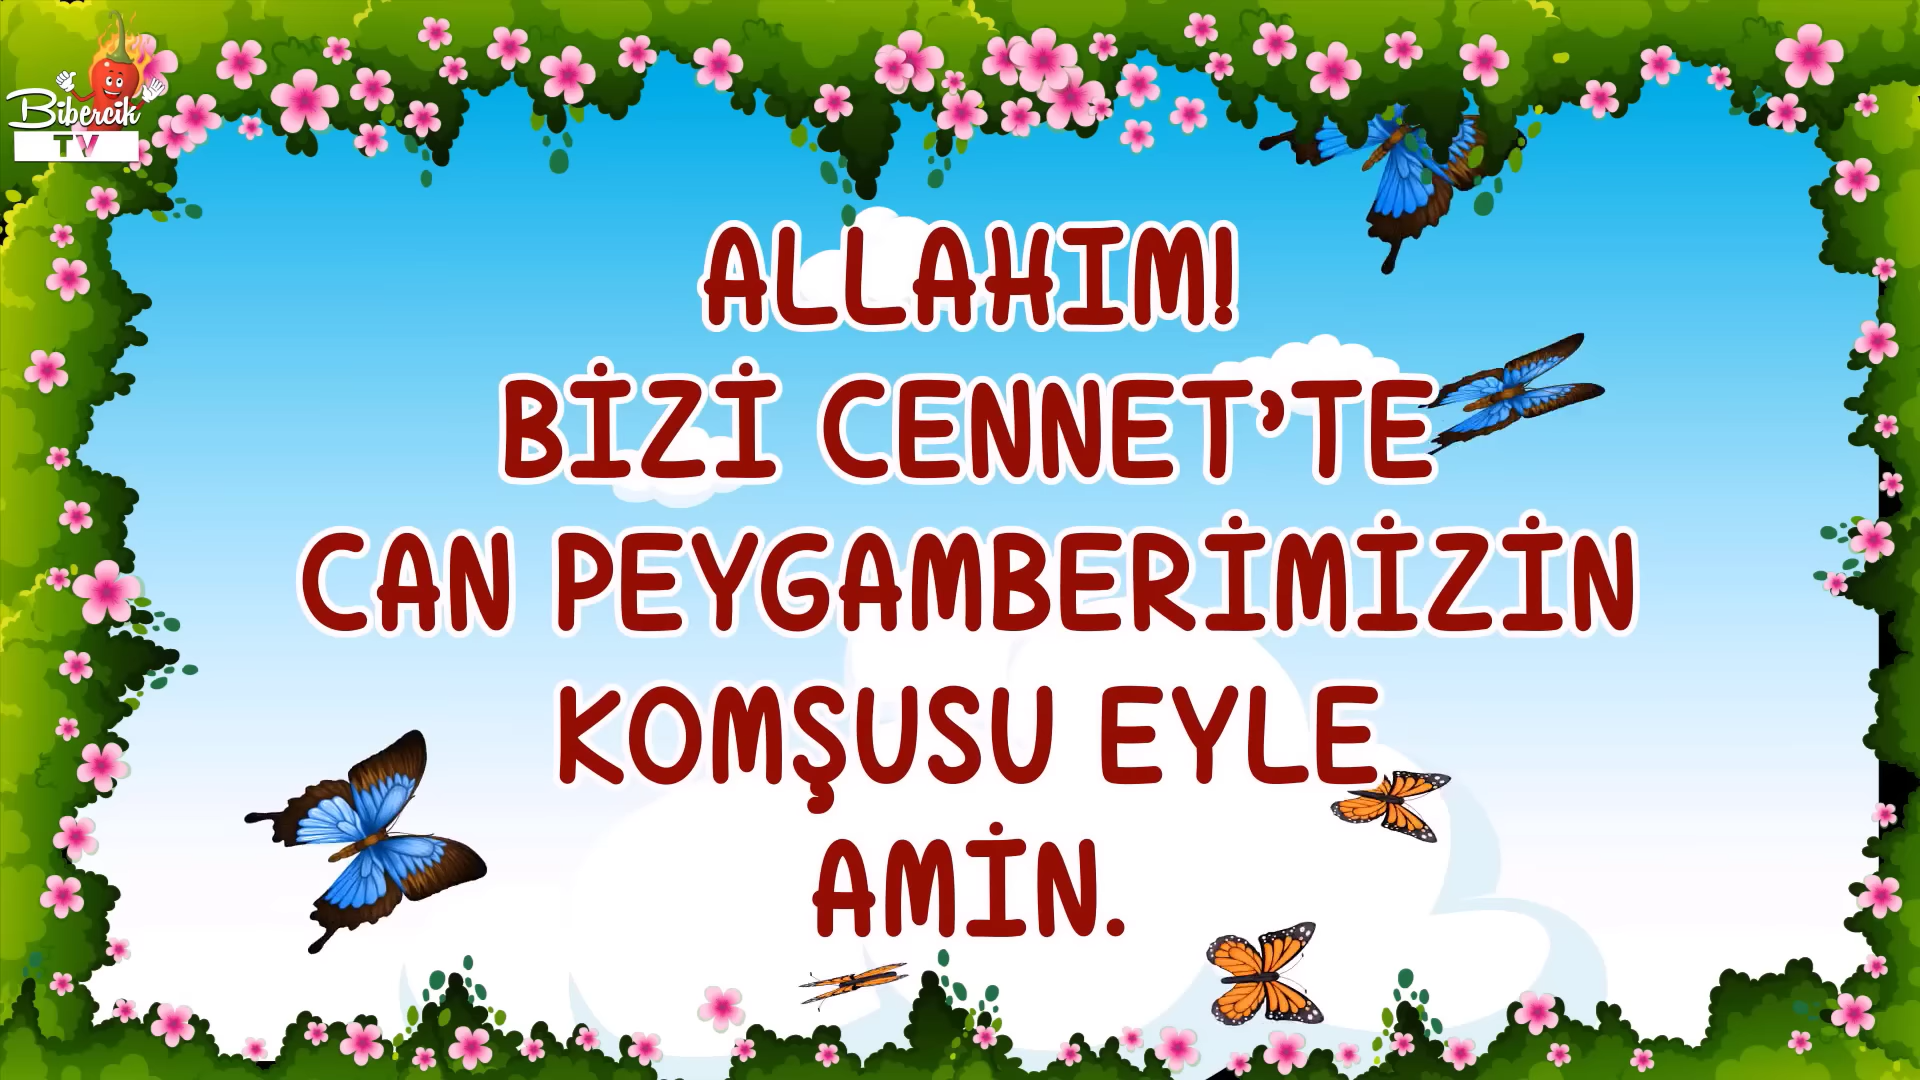 Bibercik
TV
ALLAHIM!
BİZİ CENNET'TE
CAN PEYGAMBERİMİZİN
KOMŞUSU EYLE
AMİN.